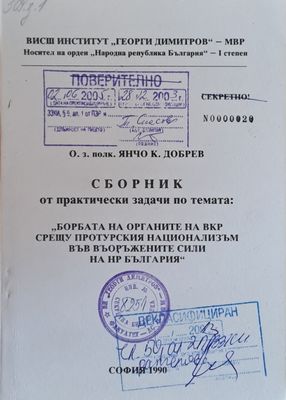 ВИСШ ИНСТИТУТ „ГЕОРГИ ДИМИТРОВ" – МВР
Носител на орден „Народна република България" – I степен
ПОВЕРИТЕЛНО
СЕКРЕТНО!
N0000020
О. з. полк. ЯНЧО К. ДОБРЕВ
СБОРНИК
от практически задачи по темата:
„БОРБАТА НА ОРГАНИТЕ НА ВКР
СРЕЩУ ПРОТУРСКИЯ НАЦИОНАЛИЗЪМ
ВЪВ ВЪОРЪЖЕНИТЕ СИЛИ
НА НР БЪЛГАРИЯ"
ДЕКЛАСИФИЦИРАН
СОФИЯ 1990